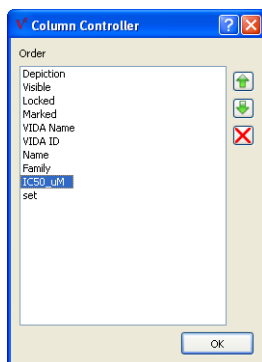 Column Controller
Order
Depiction
Visible
Locked
Marked
VIDA Name
VIDA ID
Name
Family
IC50_uM
set
OK